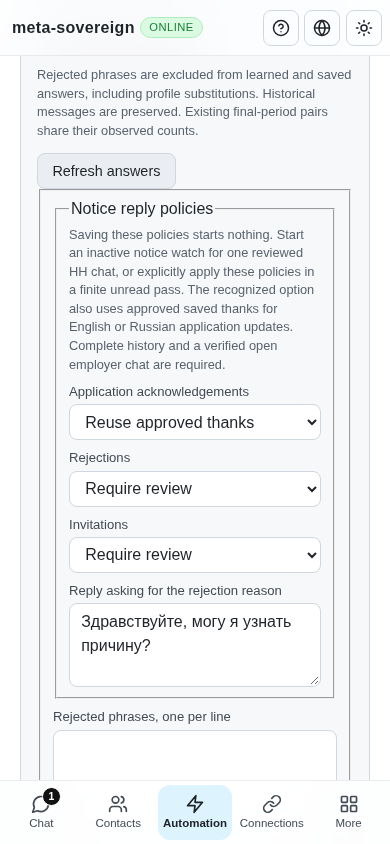 meta-sovereign ONLINE
Rejected phrases are excluded from learned and saved
answers, including profile substitutions. Historical
messages are preserved. Existing final-period pairs
share their observed counts.
Refresh answers
Notice reply policies
Saving these policies starts nothing. Start
an inactive notice watch for one reviewed
HH chat, or explicitly apply these policies in
a finite unread pass. The recognized option
also uses approved saved thanks for
English or Russian application updates.
Complete history and a verified open
employer chat are required.
Application acknowledgements
Reuse approved thanks
Rejections
Require review
Invitations
Require review
Reply asking for the rejection reason
Здравствуйте, могу я узнать
причину?
Rejected phrases, one per line
1
Chat Contacts Automation Connections More